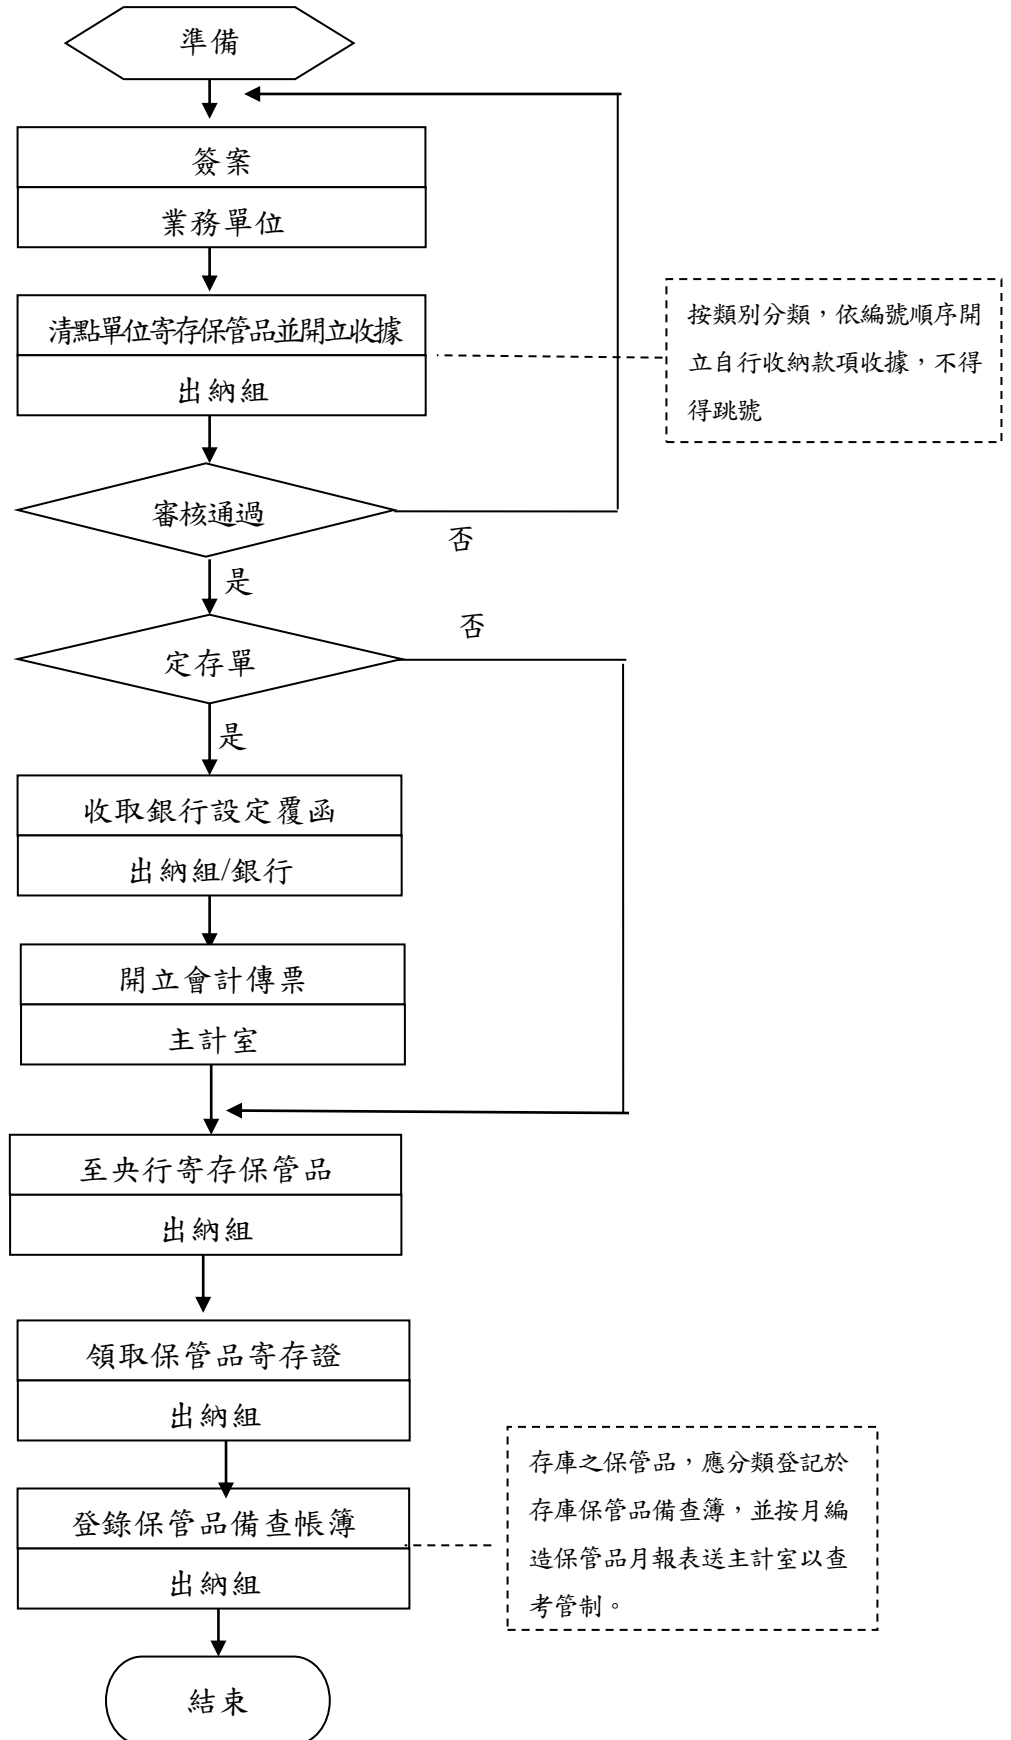 準備
簽案
業務單位
清點單位寄存保管品並開立收據
出納組
按類別分類，依編號順序開
立自行收納款項收據，不得
得跳號
審核通過
否
是
否
定存單
是
收取銀行設定覆函
出納組/銀行
開立會計傳票
主計室
至央行寄存保管品
出納組
領取保管品寄存證
出納組
存庫之保管品，應分類登記於
存庫保管品備查簿，並按月編
造保管品月報表送主計室以查
考管制。
登錄保管品備查帳簿
出納組
結束